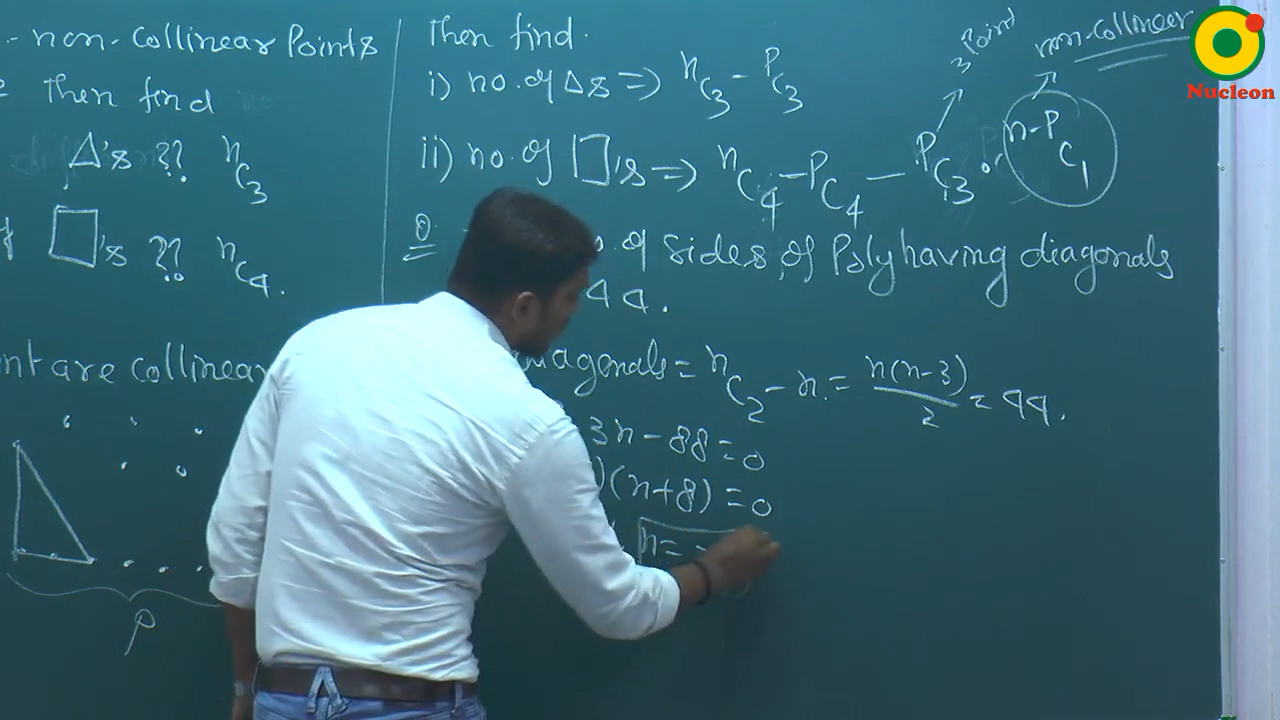 - non-Collinear Points
then find
Δ's ?? nC3
□'s ?? nC4.
nt are collinear
P
Then find.
i) no. of Δs => nC3 - PC3
ii) no. of □'s => nC4 - PC4 - PC3 . n-PC1
3 Point
non-collinear
Q. o. of sides of Poly having diagonals
44.
iagonals = nC2 - n = n(n-3)/2 = 44.
3n - 88 = 0
)(n+8) = 0
n = -
Nucleon